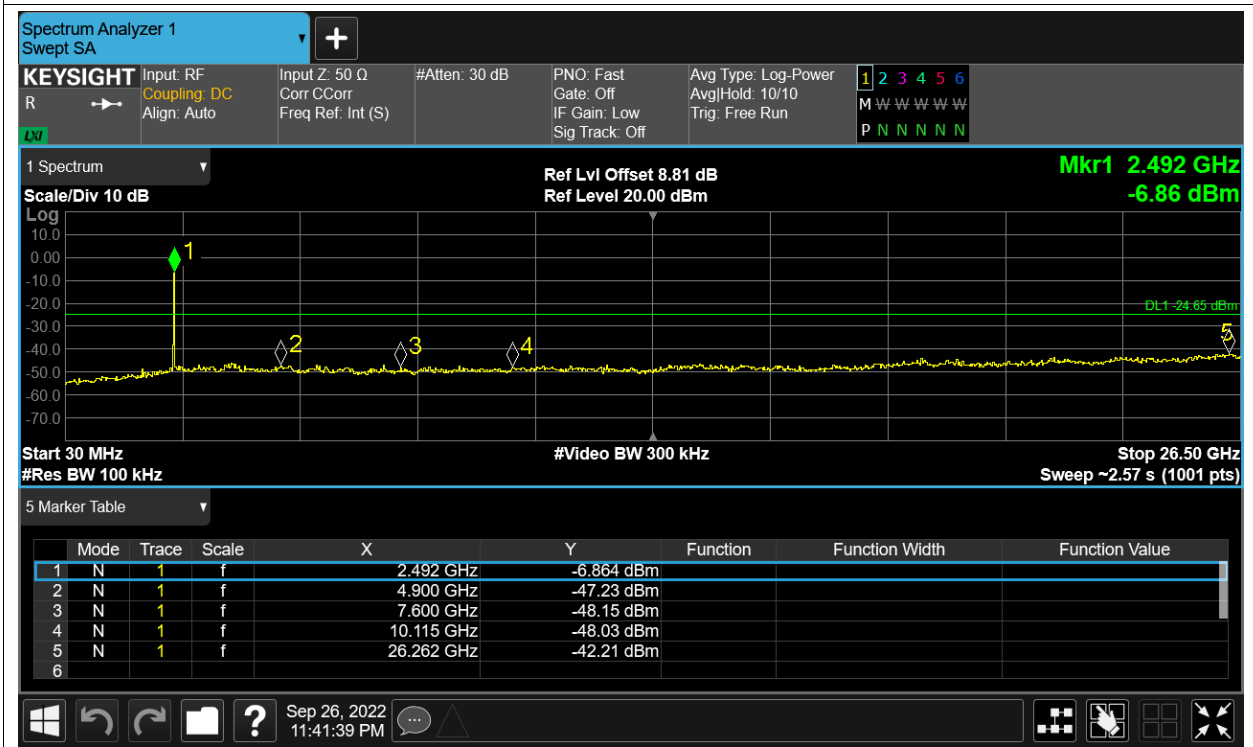 Spectrum Analyzer 1
Swept SA
KEYSIGHT
R
LXI
Input: RF
Coupling: DC
Align: Auto
Input Z: 50 Ω
Corr CCorr
Freq Ref: Int (S)
#Atten: 30 dB
PNO: Fast
Gate: Off
IF Gain: Low
Sig Track: Off
Avg Type: Log-Power
Avg|Hold: 10/10
Trig: Free Run
1 2 3 4 5 6
M W W W W W
P N N N N N
1 Spectrum
Scale/Div 10 dB
Ref Lvl Offset 8.81 dB
Ref Level 20.00 dBm
Mkr1 2.492 GHz
-6.86 dBm
Log
10.0
0.00
-10.0
-20.0
-30.0
-40.0
-50.0
-60.0
-70.0
1
2
3
4
5
DL1 -24.65 dBm
Start 30 MHz
#Res BW 100 kHz
#Video BW 300 kHz
Stop 26.50 GHz
Sweep ~2.57 s (1001 pts)
5 Marker Table
Mode Trace Scale X Y Function Function Width Function Value
1 N 1 f 2.492 GHz -6.864 dBm
2 N 1 f 4.900 GHz -47.23 dBm
3 N 1 f 7.600 GHz -48.15 dBm
4 N 1 f 10.115 GHz -48.03 dBm
5 N 1 f 26.262 GHz -42.21 dBm
6
?
Sep 26, 2022
11:41:39 PM